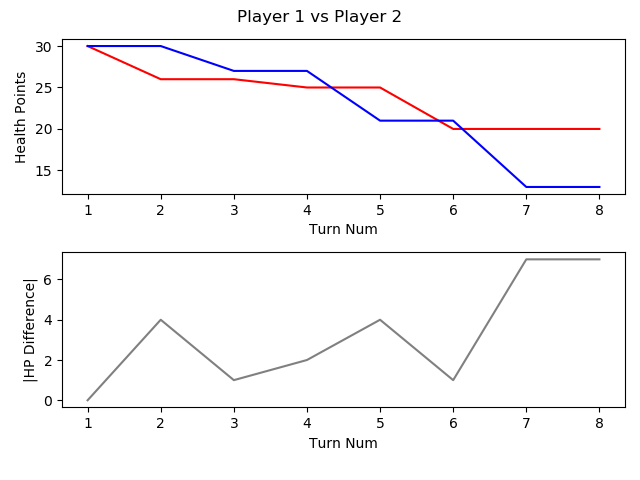 Player 1 vs Player 2
30
25
20
15
Health Points
1 2 3 4 5 6 7 8
Turn Num
6
4
2
0
|HP Difference|
1 2 3 4 5 6 7 8
Turn Num